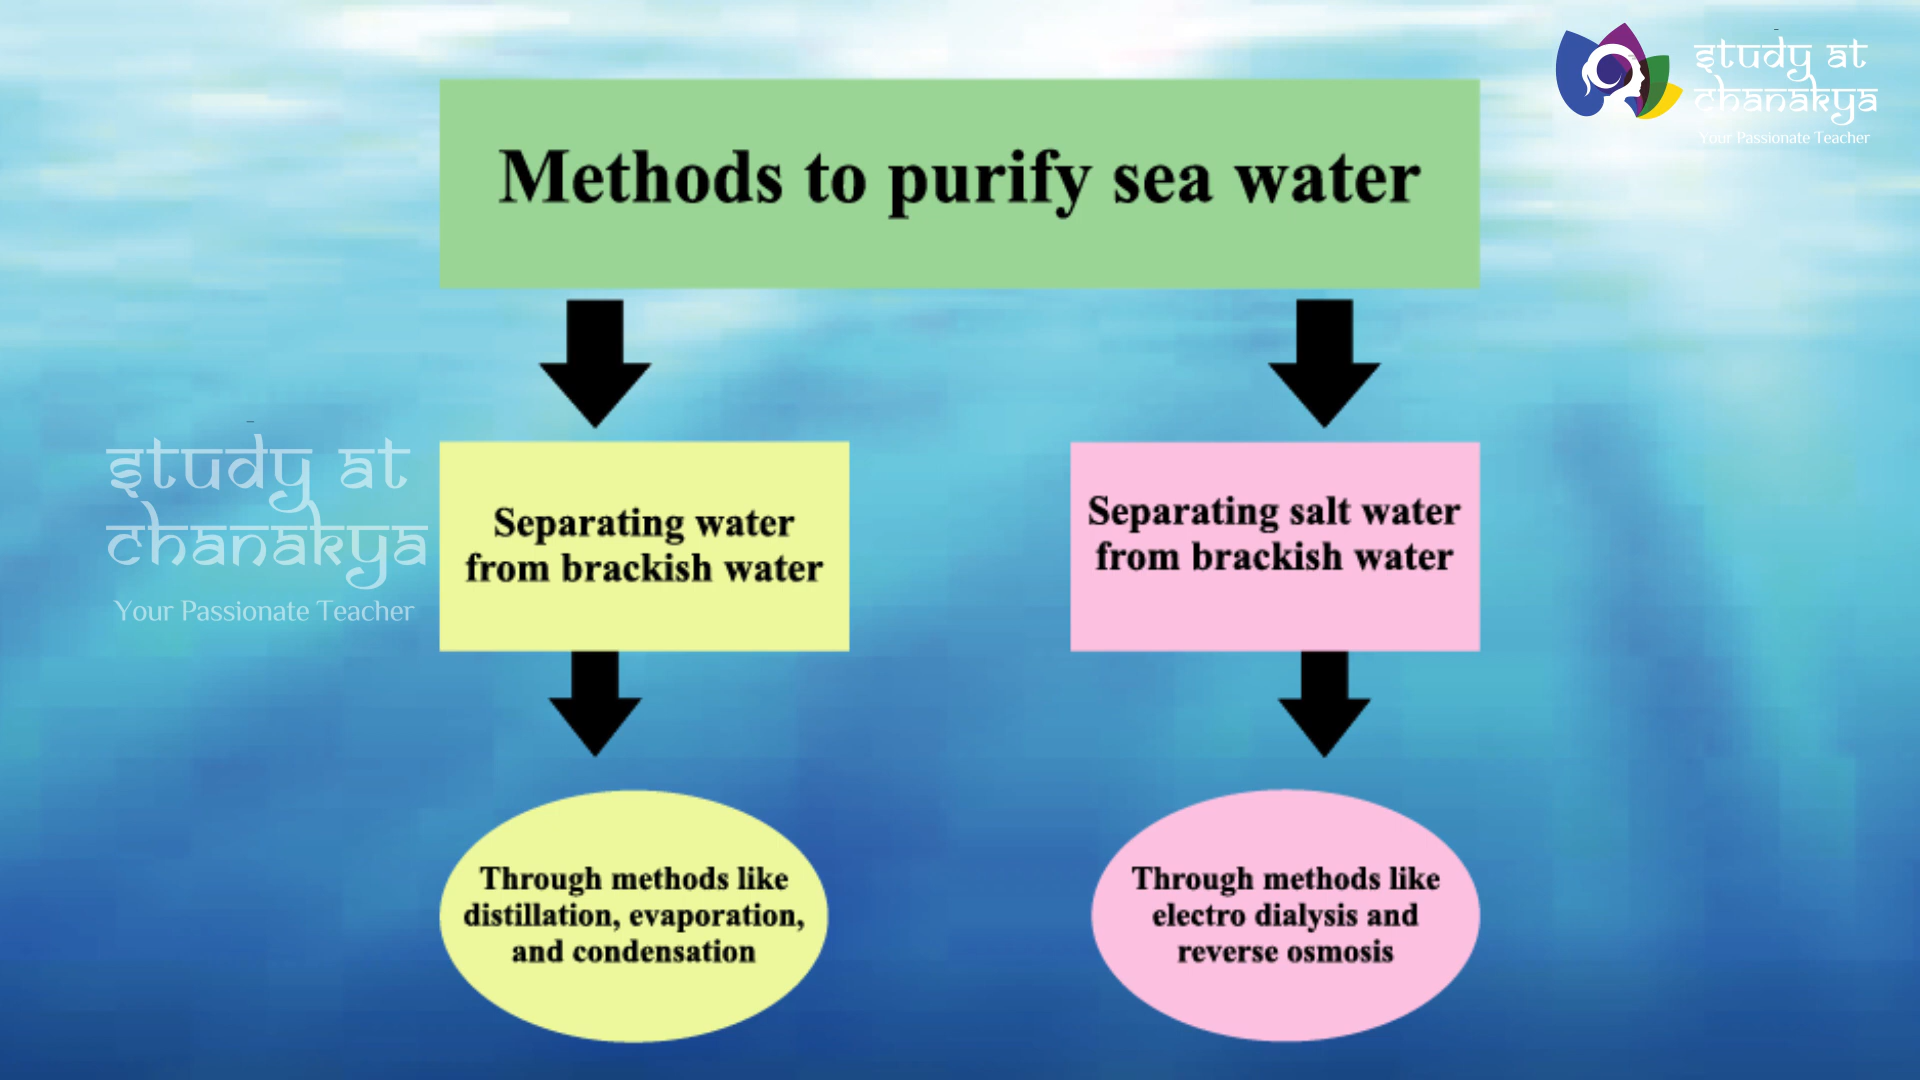 study at
chanakya
Your Passionate Teacher
Methods to purify sea water
study at
chanakya
Your Passionate Teacher
Separating water
from brackish water
Separating salt water
from brackish water
Through methods like
distillation, evaporation,
and condensation
Through methods like
electro dialysis and
reverse osmosis